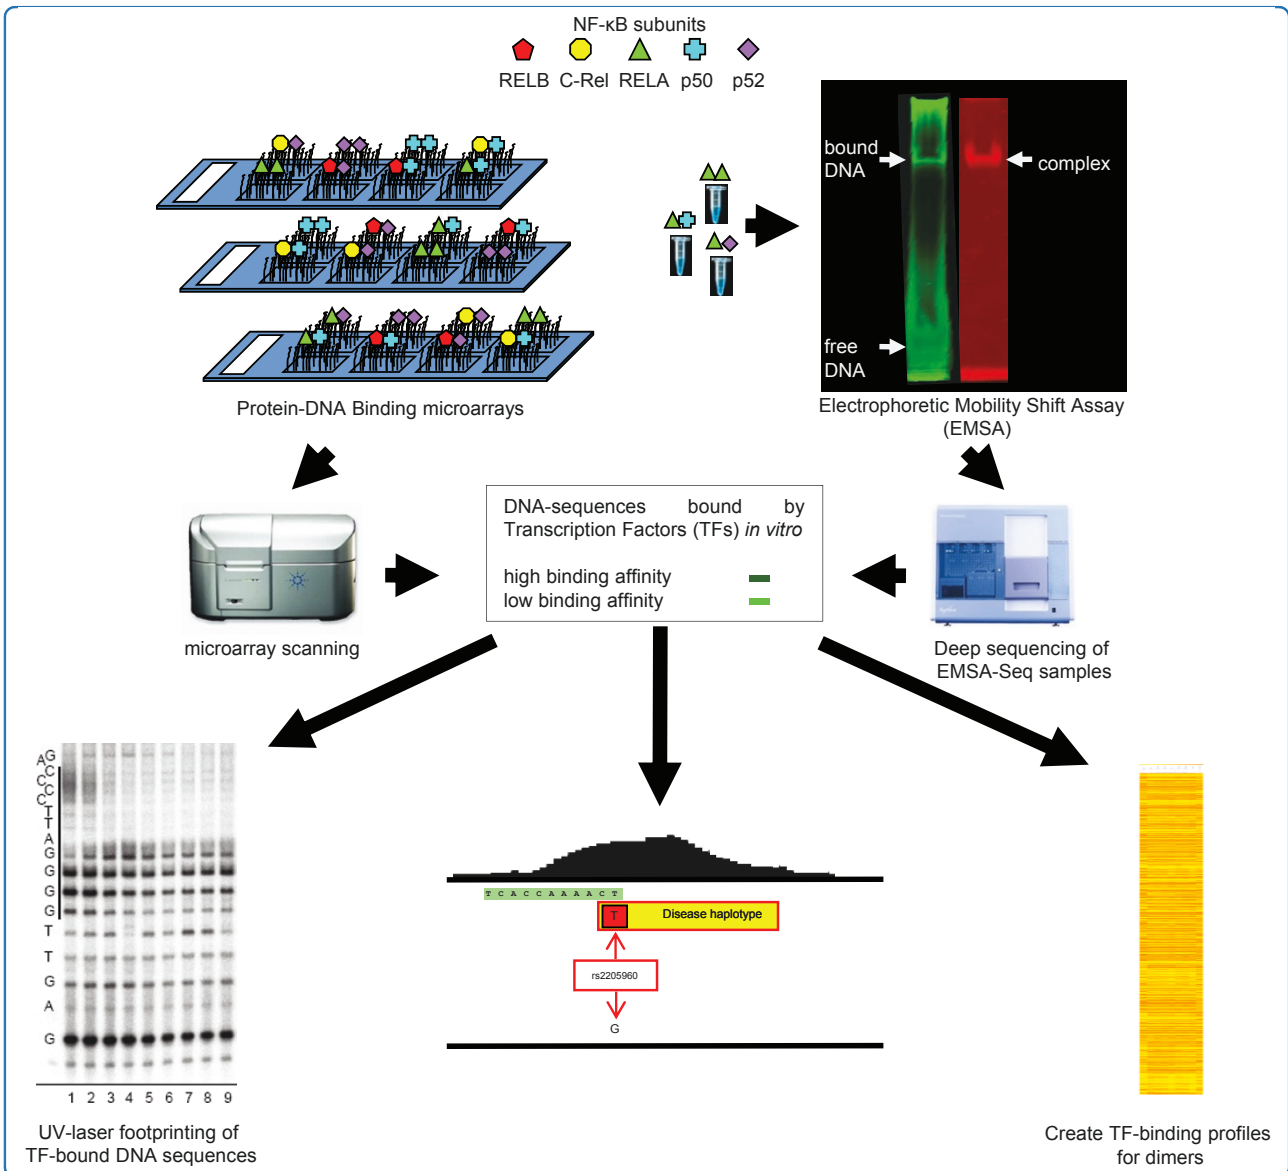 NF-κB subunits
RELB C-Rel RELA p50 p52
bound
DNA
complex
free
DNA
Protein-DNA Binding microarrays
Electrophoretic Mobility Shift Assay
(EMSA)
DNA-sequences bound by
Transcription Factors (TFs) in vitro
high binding affinity
low binding affinity
microarray scanning
Deep sequencing of
EMSA-Seq samples
G
A
C
C
C
C
T
T
A
G
G
G
G
T
T
G
A
G
1 2 3 4 5 6 7 8 9
UV-laser footprinting of
TF-bound DNA sequences
T C A C C A A A A C T
T Disease haplotype
rs2205960
G
Create TF-binding profiles
for dimers